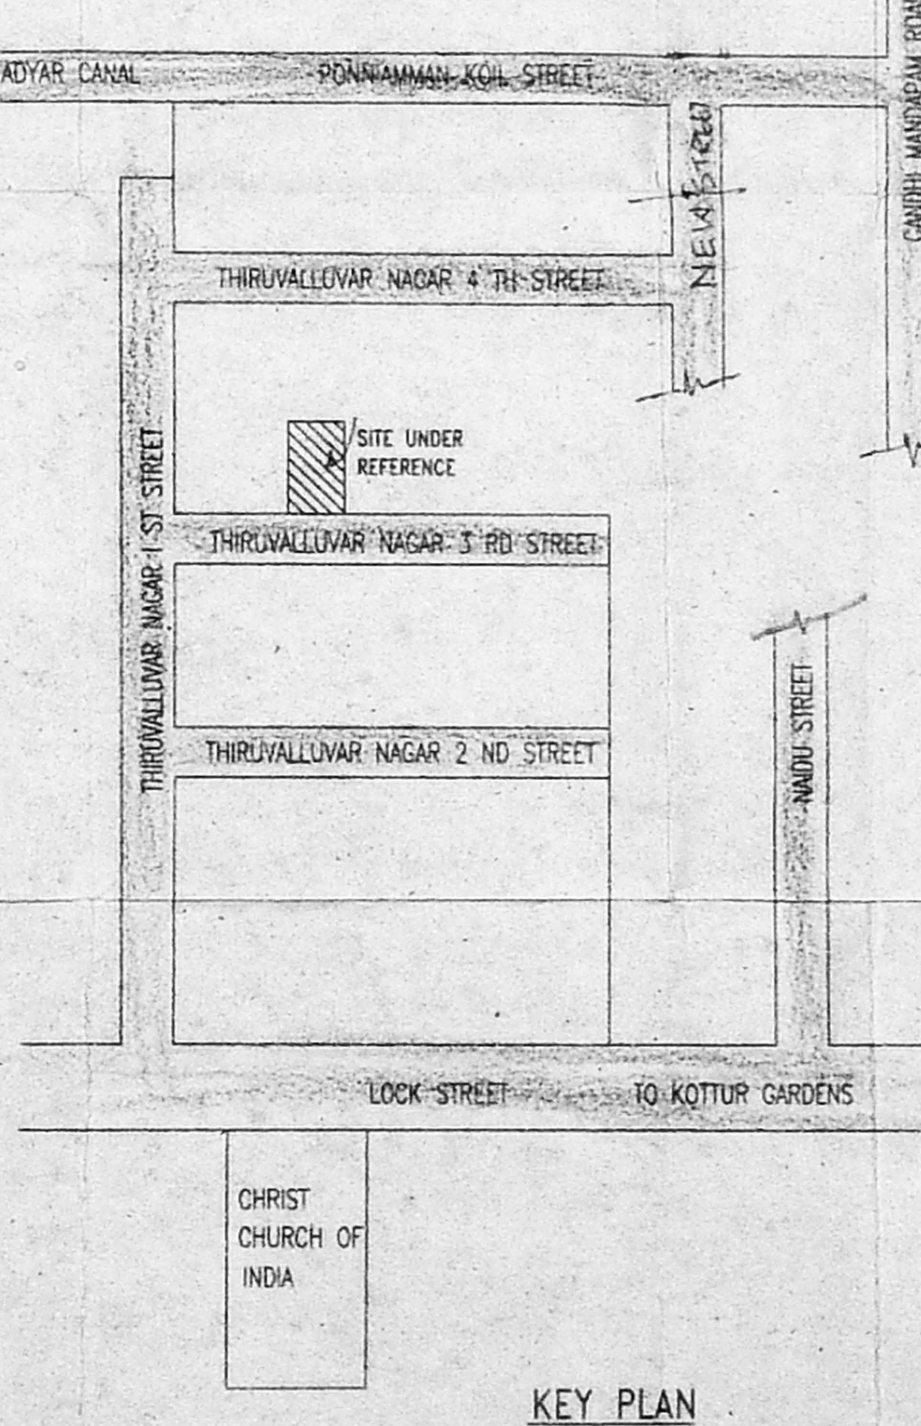 ADYAR CANAL
PONNIAMMAN KOIL STREET
GANDHI MANDAPAM ROAD
NEW STREET
THIRUVALLUVAR NAGAR 4 TH STREET
SITE UNDER
REFERENCE
THIRUVALLUVAR NAGAR 1 ST STREET
THIRUVALLUVAR NAGAR 3 RD STREET
THIRUVALLUVAR NAGAR 2 ND STREET
NAIDU STREET
LOCK STREET
TO KOTTUR GARDENS
CHRIST
CHURCH OF
INDIA
KEY PLAN